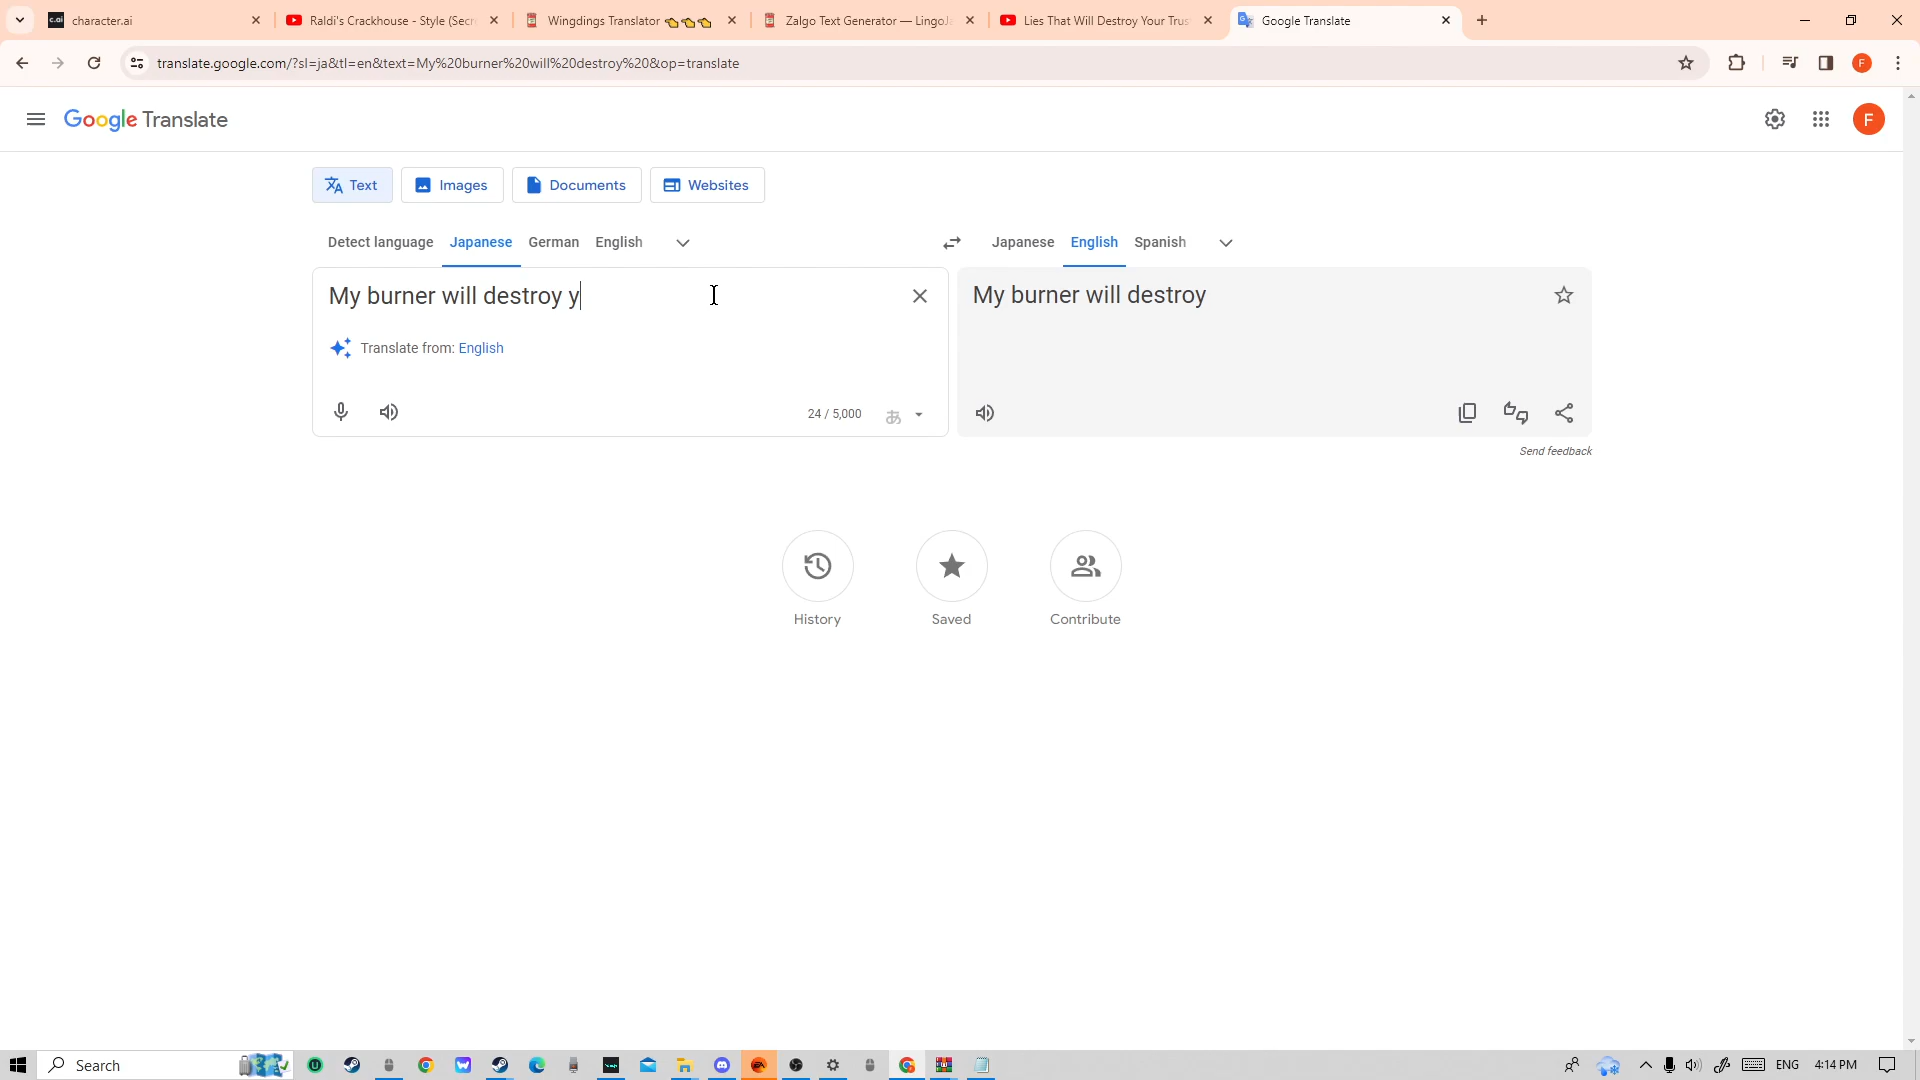 character.ai
Raldi's Crackhouse - Style (Secr
Wingdings Translator 👈👈👈
Zalgo Text Generator — LingoJa
Lies That Will Destroy Your Trus
Google Translate
translate.google.com/?sl=ja&tl=en&text=My%20burner%20will%20destroy%20&op=translate
F
Google Translate
F
Text
Images
Documents
Websites
Detect language
Japanese
German
English
Japanese
English
Spanish
My burner will destroy y
My burner will destroy
Translate from: English
24 / 5,000
あ
Send feedback
History
Saved
Contribute
Search
ENG
4:14 PM